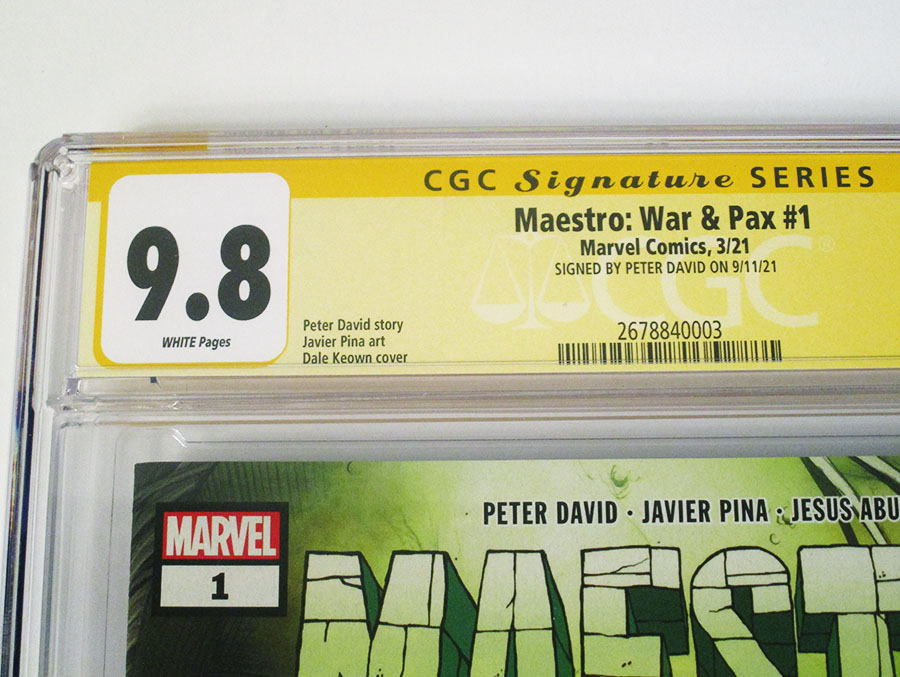 CGC Signature SERIES
9.8
WHITE Pages
Maestro: War & Pax #1
Marvel Comics, 3/21
SIGNED BY PETER DAVID ON 9/11/21
CGC®
Peter David story
Javier Pina art
Dale Keown cover
2678840003
PETER DAVID · JAVIER PINA · JESUS ABU
MARVEL
1
MAEST